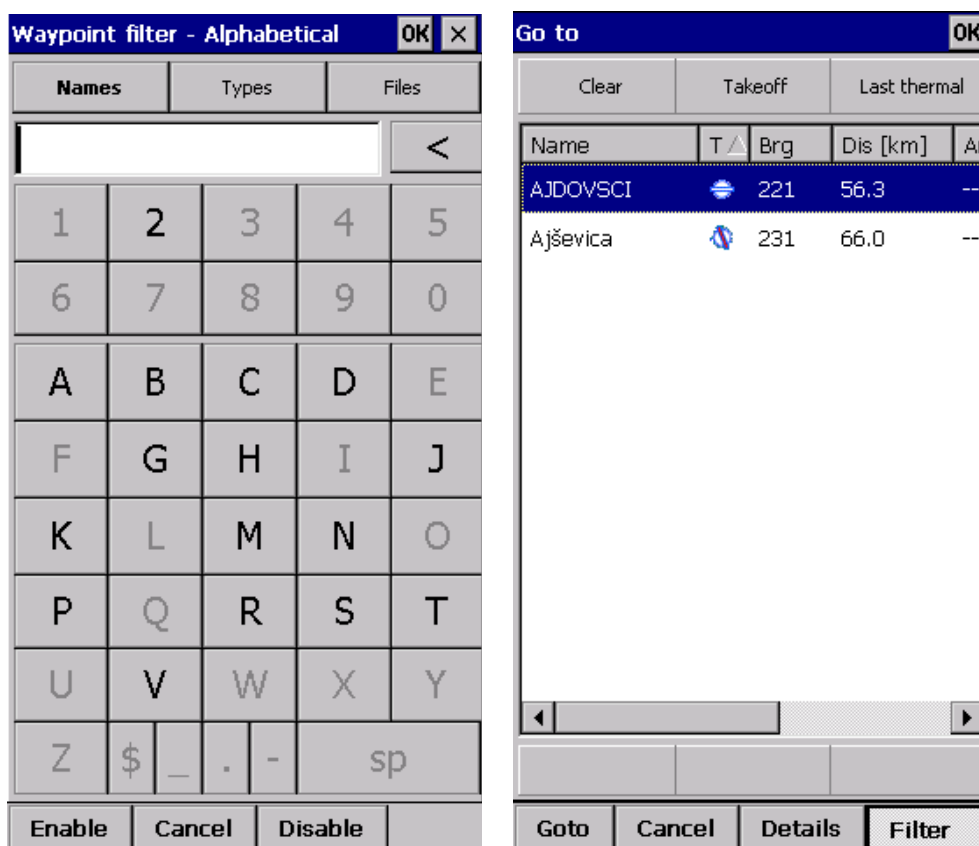 Waypoint filter - Alphabetical OK ×
Names Types Files
<
1 2 3 4 5
6 7 8 9 0
A B C D E
F G H I J
K L M N O
P Q R S T
U V W X Y
Z $ _ . - sp
Enable Cancel Disable
Go to OK
Clear Takeoff Last thermal
Name T Brg Dis [km] A
AJDOVSCI 221 56.3 --
Ajševica 231 66.0 --
Goto Cancel Details Filter